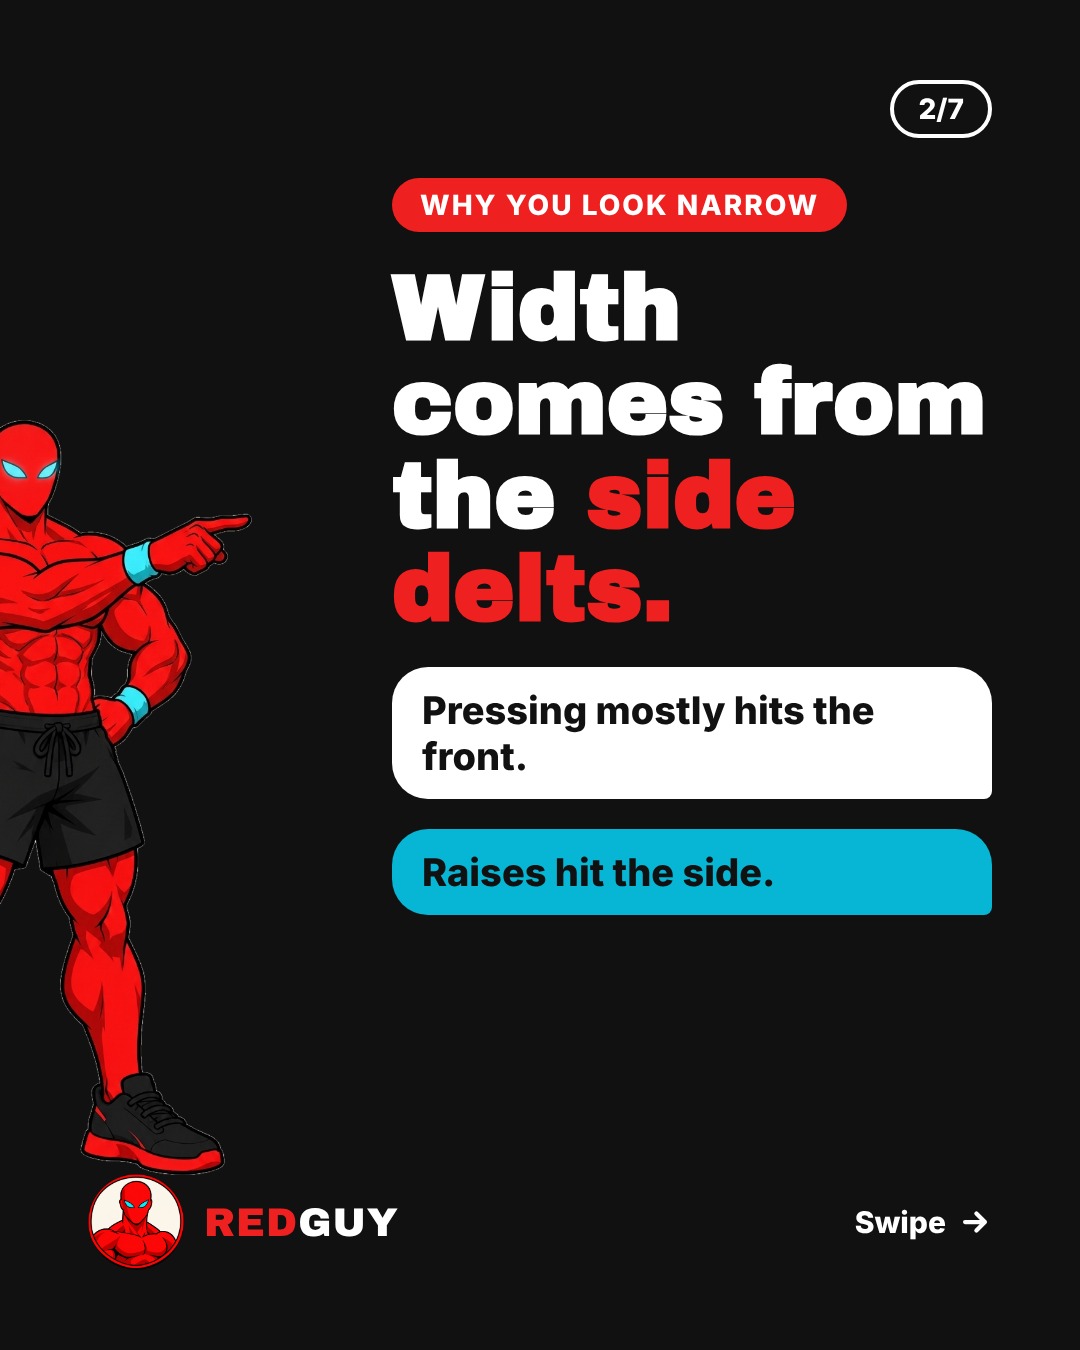 2/7
WHY YOU LOOK NARROW
Width
comes from
the side
delts.
Pressing mostly hits the
front.
Raises hit the side.
REDGUY
Swipe →